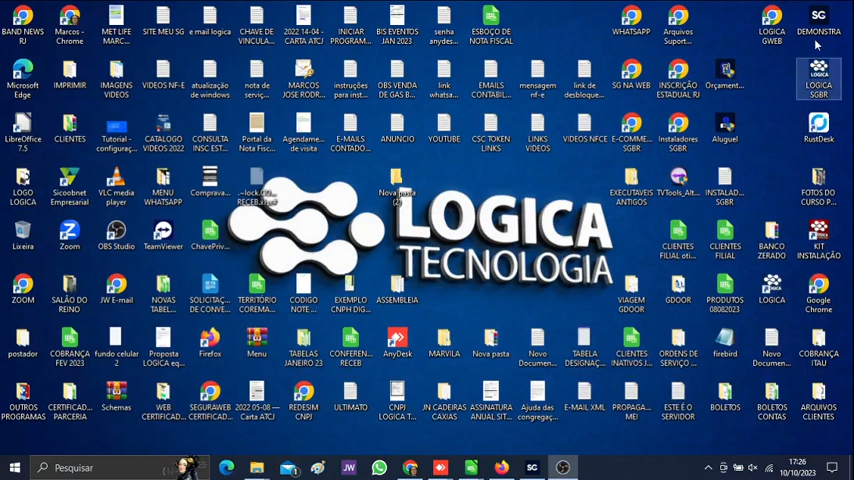 BAND NEWS
RJ
Marcos -
Chrome
MET LIFE
MARC...
SITE MEU SG
e mail logica
CHAVE DE
VINCULA...
2022 14-04 -
CARTA ATCJ
INICIAR
PROGRAM...
BIS EVENTOS
JAN 2023
senha
anydes...
ESBOÇO DE
NOTA FISCAL
WHATSAPP
Arquivos
Suport...
LOGICA
GWEB
DEMONSTRA
Microsoft
Edge
IMPRIMIR
IMAGENS
VIDEOS
VIDEOS NF-E
atualização
de windows
nota de
serviç...
MARCOS
JOSE RODR...
instruções
para inst...
OBS VENDA
DE GAS B...
link
whatsa...
EMAILS
CONTABIL...
mensagem
nf-e
link de
desbloque...
SG NA WEB
INSCRIÇÃO
ESTADUAL RJ
Orçament...
LOGICA
SGBR
LibreOffice
7.5
CLIENTES
Tutorial -
configuraç...
CATALOGO
VIDEOS 2022
CONSULTA
INSC EST...
Portal da
Nota Fisc...
Agendame...
de visita
E-MAILS
CONTADO...
ANUNCIO
YOUTUBE
CSC TOKEN
LINKS
LINKS
VIDEOS
VIDEOS NFCE
E-COMME...
SGBR
Instaladores
SGBR
Aluguel
RustDesk
LOGO
LOGICA
Sicoobnet
Empresarial
VLC media
player
MENU
WHATSAPP
Comprava...
Nova pasta
(2)
EXECUTAVEIS
ANTIGOS
TVTools_Alt...
INSTALAD...
SGBR
FOTOS DO
CURSO P...
LOGICA
TECNOLOGIA
Lixeira
Zoom
OBS Studio
TeamViewer
ChavePriv...
CLIENTES
FILIAL oti...
CLIENTES
FILIAL
BANCO
ZERADO
KIT
INSTALAÇÃO
ZOOM
SALÃO DO
REINO
JW E-mail
NOVAS
TABEL...
SOLICITAÇ...
DE CONVE...
TERRITÓRIO
COREMA...
CODIGO
NOTE ...
EXEMPLO
CNPH DIG...
ASSEMBLEIA
VIAGEM
GDOOR
GDOOR
PRODUTOS
08082023
LOGICA
Google
Chrome
postador
COBRANÇA
FEV 2023
fundo celular
2
Proposta
LOGICA eq...
Firefox
Menu
TABELAS
JANEIRO 23
CONFEREN...
RECEB
AnyDesk
MARVILA
Nova pasta
Novo
Documen...
TABELA
DESIGNAÇ...
CLIENTES
INATIVOS J...
ORDENS DE
SERVIÇO ...
firebird
Novo
Documen...
COBRANÇA
ITAU
OUTROS
PROGRAMAS
CERTIFICAD...
PARCERIA
Schemas
WEB
CERTIFICAD...
SEGURAWEB
CERTIFICAD...
2022 05-08 —
Carta ATCJ
REDESIM
CNPJ
ULTIMATO
CNPJ
LOGICA T...
JN CADEIRAS
CAXIAS
ASSINATURA
ANUAL SIT...
Ajuda das
congregaç...
E-MAIL XML
PROPAGA...
MEI
ESTE É O
SERVIDOR
BOLETOS
BOLETOS
CONTAS
ARQUIVOS
CLIENTES
Pesquisar
17:26
10/10/2023